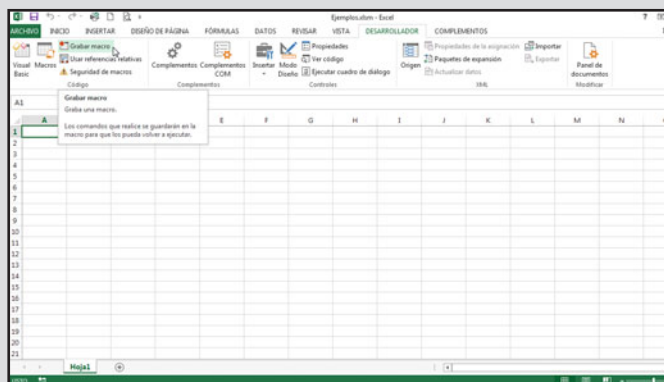 Ejemplos.xlsm - Excel
ARCHIVO INICIO INSERTAR DISEÑO DE PÁGINA FÓRMULAS DATOS REVISAR VISTA DESARROLLADOR COMPLEMENTOS
Visual Basic
Macros
Grabar macro
Usar referencias relativas
Seguridad de macros
Código
Complementos
Complementos COM
Complementos
Insertar
Modo Diseño
Propiedades
Ver código
Ejecutar cuadro de diálogo
Controles
Origen
Propiedades de la asignación
Paquetes de expansión
Actualizar datos
Importar
Exportar
XML
Panel de documentos
Modificar
A1
Grabar macro
Graba una macro.
Los comandos que realice se guardarán en la
macro para que los pueda volver a ejecutar.
A E F G H I J K L M N
1
2
3
4
5
6
7
8
9
10
11
12
13
14
15
16
17
18
19
20
21
Hoja1